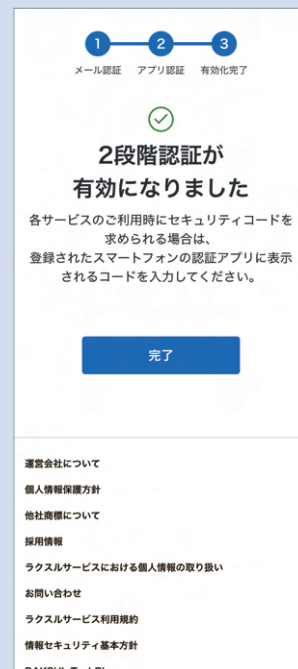 1 2 3
メール認証 アプリ認証 有効化完了
2段階認証が
有効になりました
各サービスのご利用時にセキュリティコードを
求められる場合は、
登録されたスマートフォンの認証アプリに表示
されるコードを入力してください。
完了
運営会社について
個人情報保護方針
他社商標について
採用情報
ラクスルサービスにおける個人情報の取り扱い
お問い合わせ
ラクスルサービス利用規約
情報セキュリティ基本方針